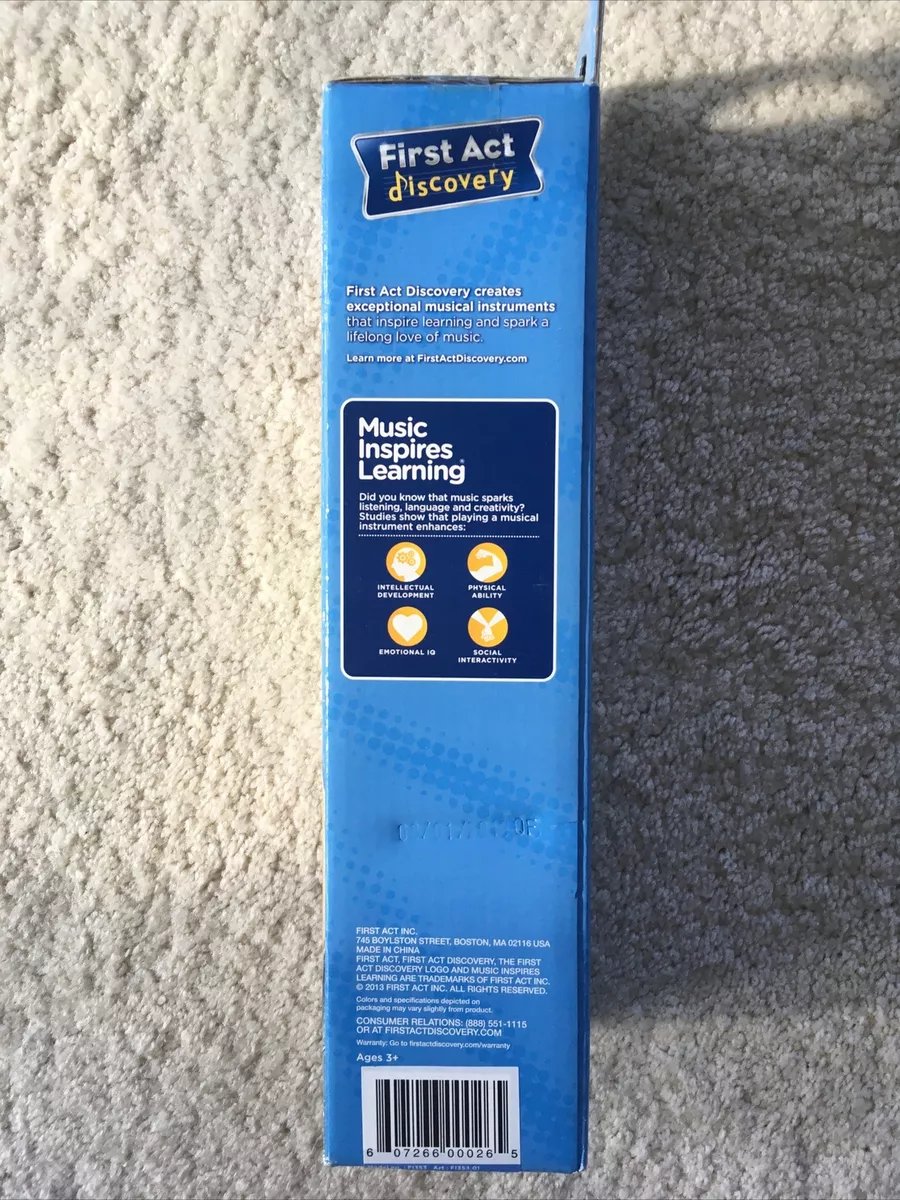 First Act
discovery
First Act Discovery creates
exceptional musical instruments
that inspire learning and spark a
lifelong love of music.
Learn more at FirstActDiscovery.com
Music
Inspires
Learning®
Did you know that music sparks
listening, language and creativity?
Studies show that playing a musical
instrument enhances:
INTELLECTUAL
DEVELOPMENT
PHYSICAL
ABILITY
EMOTIONAL IQ
SOCIAL
INTERACTIVITY
FIRST ACT INC.
745 BOYLSTON STREET, BOSTON, MA 02116 USA
MADE IN CHINA
FIRST ACT, FIRST ACT DISCOVERY, THE FIRST
ACT DISCOVERY LOGO AND MUSIC INSPIRES
LEARNING ARE TRADEMARKS OF FIRST ACT INC.
© 2013 FIRST ACT INC. ALL RIGHTS RESERVED.
Colors and specifications depicted on
packaging may vary slightly from product.
CONSUMER RELATIONS: (888) 551-1115
OR AT FIRSTACTDISCOVERY.COM
Warranty: Go to firstactdiscovery.com/warranty
Ages 3+
6 07266 00026 5